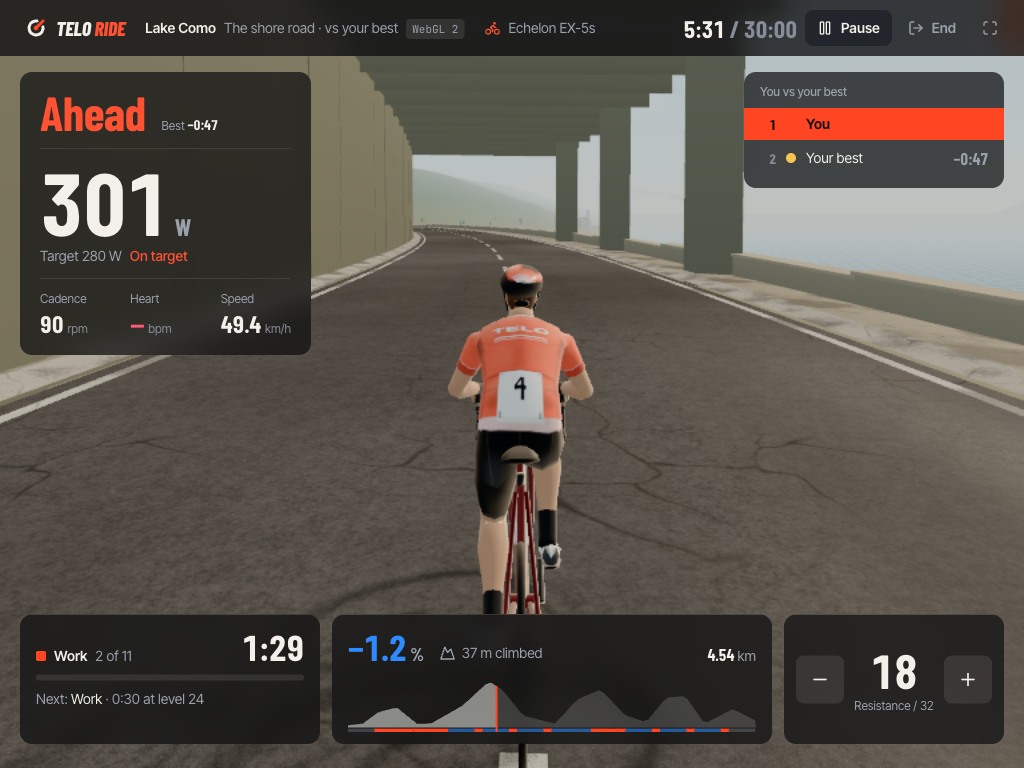 TELO RIDE Lake Como The shore road · vs your best WebGL 2 Echelon EX-5s 5:31 / 30:00 Pause End
Ahead Best −0:47
301 W
Target 280 W On target
Cadence Heart Speed
90 rpm — bpm 49.4 km/h
You vs your best
1 You
2 Your best −0:47
TELO
4
Work 2 of 11 1:29
Next: Work · 0:30 at level 24
−1.2 % 37 m climbed 4.54 km
− 18 +
Resistance / 32